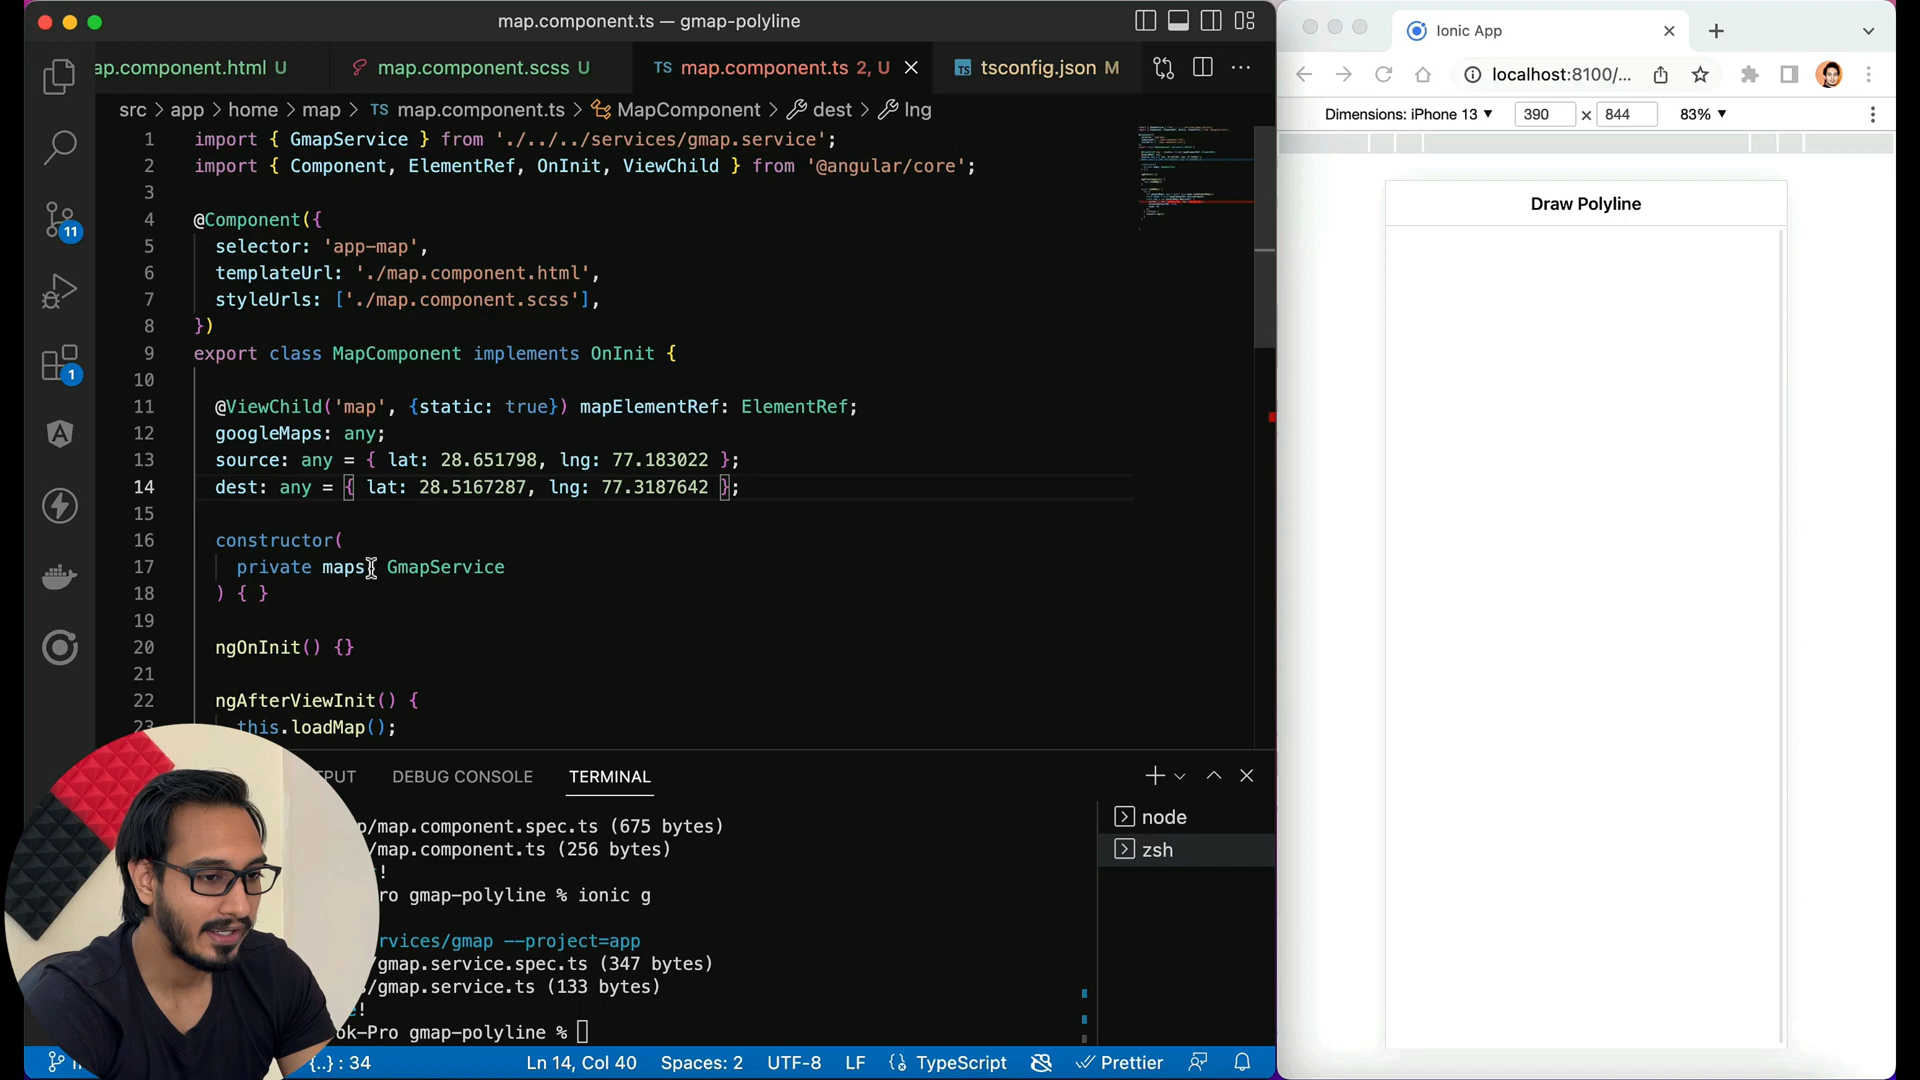 map.component.ts — gmap-polyline
ap.component.html U
map.component.scss U
TS map.component.ts 2, U
TS tsconfig.json M
src > app > home > map > TS map.component.ts > MapComponent > dest > lng
1 import { GmapService } from './../../services/gmap.service';
2 import { Component, ElementRef, OnInit, ViewChild } from '@angular/core';
3
4 @Component({
5 selector: 'app-map',
6 templateUrl: './map.component.html',
7 styleUrls: ['./map.component.scss'],
8 })
9 export class MapComponent implements OnInit {
10
11 @ViewChild('map', {static: true}) mapElementRef: ElementRef;
12 googleMaps: any;
13 source: any = { lat: 28.651798, lng: 77.183022 };
14 dest: any = { lat: 28.5167287, lng: 77.3187642 };
15
16 constructor(
17 private maps: GmapService
18 ) { }
19
20 ngOnInit() {}
21
22 ngAfterViewInit() {
23 this.loadMap();
11
1
PUT DEBUG CONSOLE TERMINAL
p/map.component.spec.ts (675 bytes)
/map.component.ts (256 bytes)
!
ro gmap-polyline % ionic g
rvices/gmap --project=app
/gmap.service.spec.ts (347 bytes)
s/gmap.service.ts (133 bytes)
!
ok-Pro gmap-polyline %
node
zsh
{..} : 34
Ln 14, Col 40
Spaces: 2
UTF-8
LF
TypeScript
Prettier
Ionic App
localhost:8100/...
Dimensions: iPhone 13 ▼ 390 × 844 83% ▼
Draw Polyline